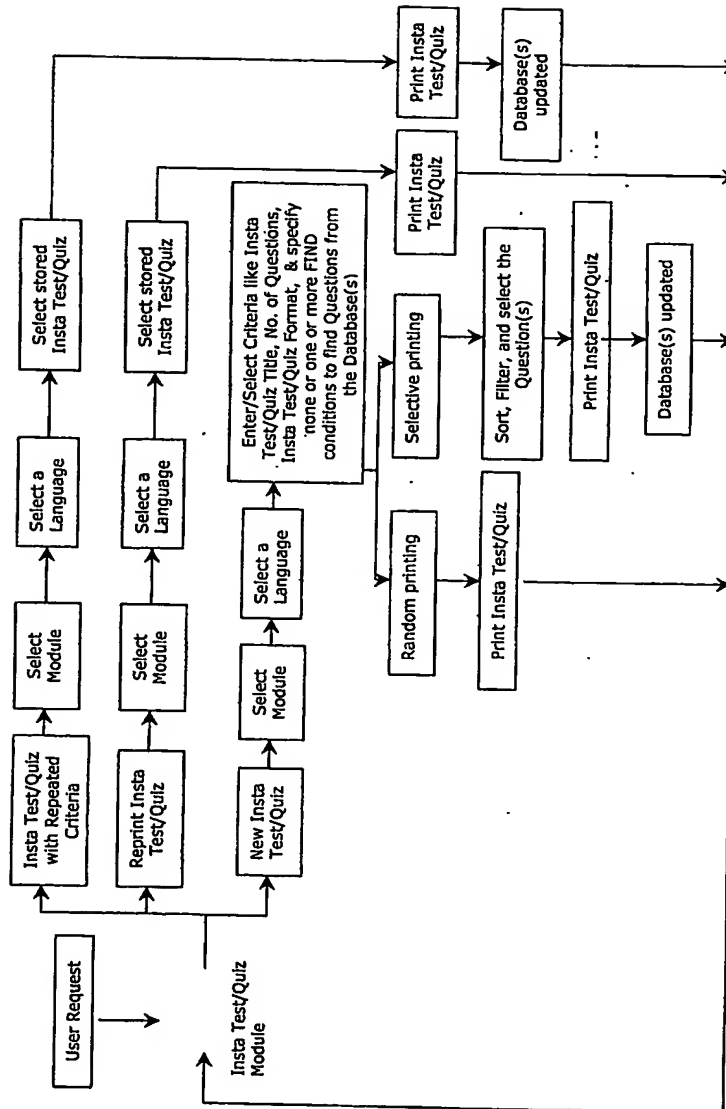 User Request
Insta Test/Quiz
Module
Insta Test/Quiz
with Repeated
Criteria
Select
Module
Select a
Language
Select stored
Insta Test/Quiz
Print Insta
Test/Quiz
Database(s)
updated
Reprint Insta
Test/Quiz
Select
Module
Select a
Language
Select stored
Insta Test/Quiz
Print Insta
Test/Quiz
New Insta
Test/Quiz
Select
Module
Select a
Language
Enter/Select Criteria like Insta
Test/Quiz Title, No. of Questions,
Insta Test/Quiz Format, & specify
none or one or more FIND
conditions to find Questions from
the Database(s)
Random printing
Print Insta Test/Quiz
Selective printing
Sort, Filter, and select the
Question(s)
Print Insta Test/Quiz
Database(s) updated